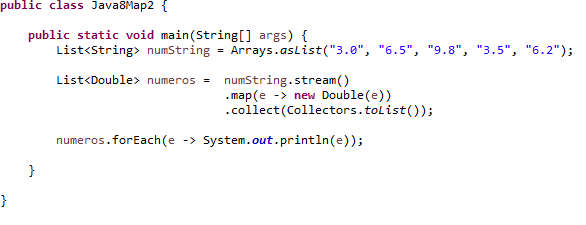 public class Java8Map2 {
public static void main(String[] args) {
List<String> numString = Arrays.asList("3.0", "6.5", "9.8", "3.5", "6.2");
List<Double> numeros =  numString.stream()
.map(e -> new Double(e))
.collect(Collectors.toList());
numeros.forEach(e -> System.out.println(e));
}
}